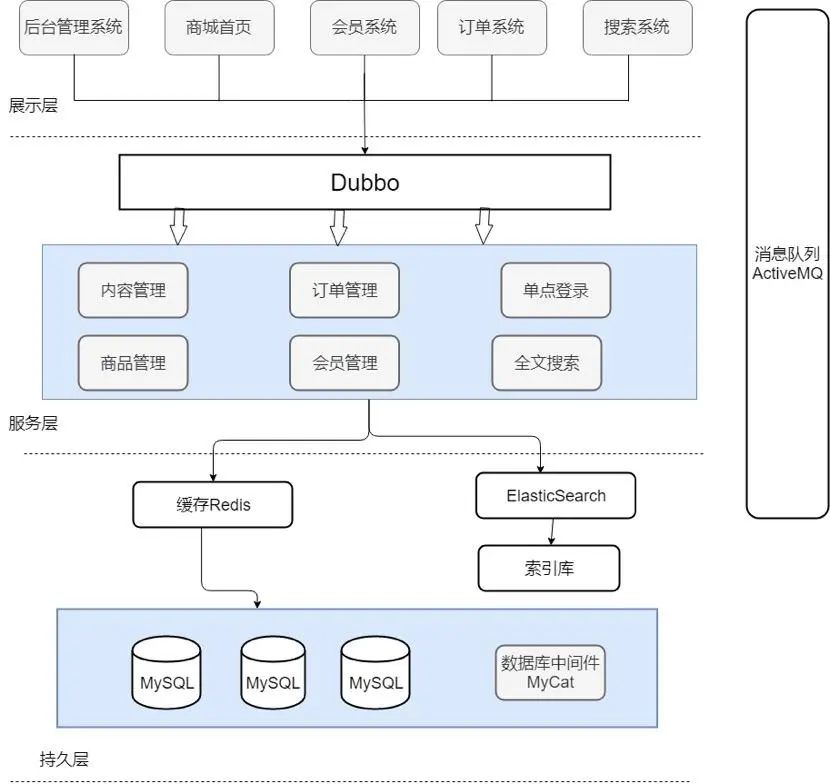 后台管理系统
商城首页
会员系统
订单系统
搜索系统
展示层
Dubbo
消息队列
ActiveMQ
内容管理
订单管理
单点登录
商品管理
会员管理
全文搜索
服务层
缓存Redis
ElasticSearch
索引库
MySQL
MySQL
MySQL
数据库中间件
MyCat
持久层